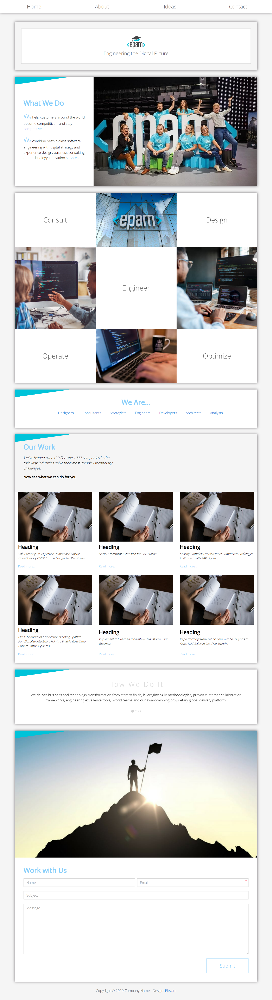 Home About Ideas Contact
<epam>
Engineering the Digital Future
What We Do
We help customers around the world
become competitive – and stay
competitive.
We combine best-in-class software
engineering with digital strategy and
experience design, business consulting
and technology innovation services.
epam
Consult
<epam>
Design
Engineer
Operate
Optimize
We Are...
Designers Consultants Strategists Engineers Developers Architects Analysts
Our Work
We've helped over 120 Fortune 1000 companies in the
following industries solve their most complex technology
challenges.
Now see what we can do for you.
Heading
Volunteering UX Expertise to Increase Online
Donations by 650% for the Hungarian Red Cross
Read more...
Heading
Social Storefront Extension for SAP Hybris
Read more...
Heading
Solving Complex Omnichannel Commerce Challenges
in Grocery with SAP Hybris
Read more...
Heading
EPAM SharePoint Connector: Building Spotfire
Functionality into SharePoint to Enable Real-Time
Project Status Updates
Read more...
Heading
Implement IoT Tech to Innovate & Transform Your
Business
Read more...
Heading
Replatforming NewEraCap.com with SAP Hybris to
Drive D2C Sales in Just Five Months
Read more...
How We Do It
We deliver business and technology transformation from start to finish, leveraging agile methodologies, proven customer collaboration
frameworks, engineering excellence tools, hybrid teams and our award-winning proprietary global delivery platform.
Work with Us
Name Email *
Subject
Message
Submit
Copyright © 2019 Company Name - Design: Elevate